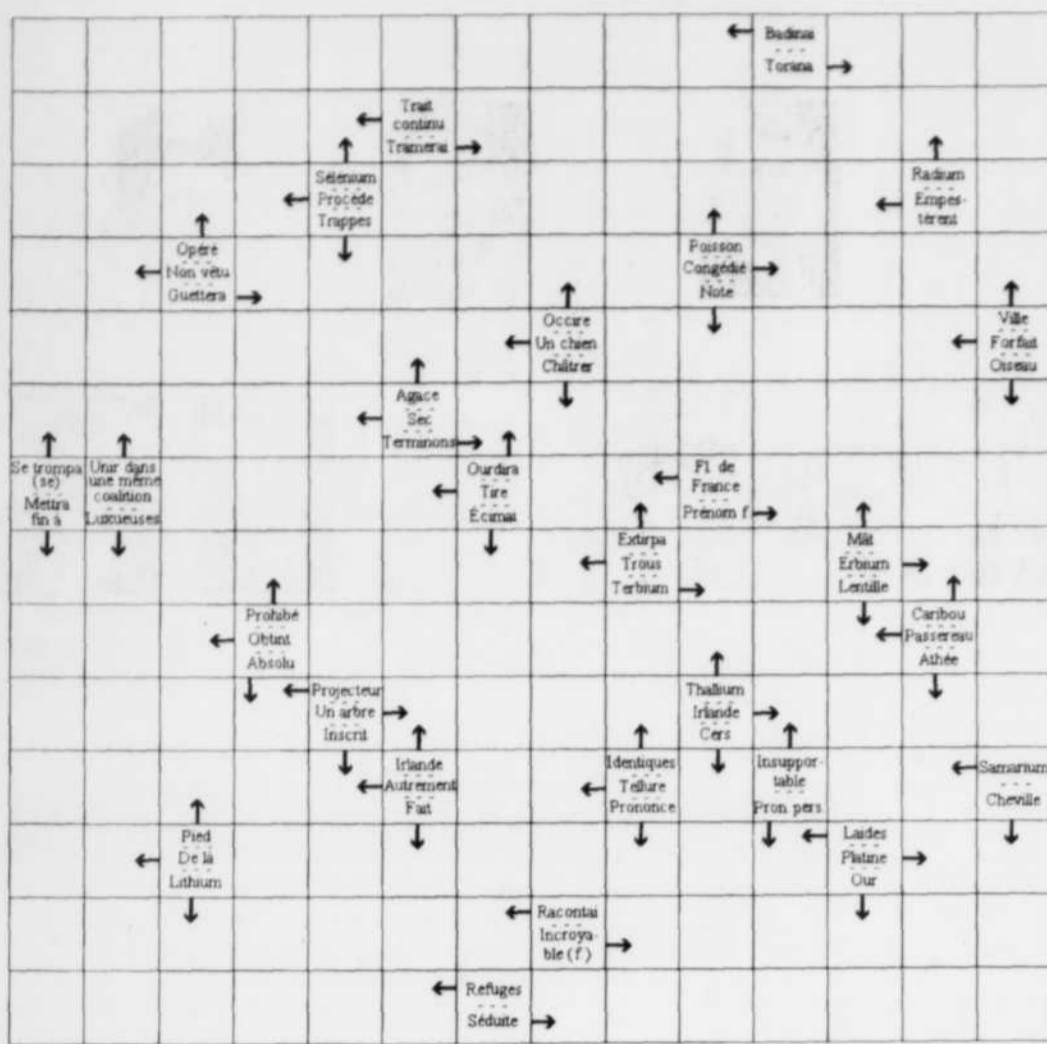 Badinai
Torana
Trait
continu
Tramerai
Sélénium
Procède
Trappes
Radium
Empes-
tèrent
Opéré
Non vêtu
Guettera
Poisson
Congédié
Note
Occire
Un chien
Châtrer
Ville
Forfait
Oiseau
Agace
Sec
Terminons
Se trompa
(se)
Mettra
fin à
Unir dans
une même
coalition
Luxueuses
Ourdira
Tire
Écimai
Fl. de
France
Prénom f
Extirpa
Trous
Terbium
Mât
Erbium
Lentille
Prohibé
Obtint
Absolu
Caribou
Passereau
Athée
Projecteur
Un arbre
Inscrit
Thallium
Irlande
Cers
Irlande
Autrement
Fait
Identiques
Tellure
Prononce
Insuppor-
table
Pron. pers.
Samarium
Cheville
Pied
De là
Lithium
Laides
Platine
Our
Racontai
Incroya-
ble (f.)
Refuges
Séduite